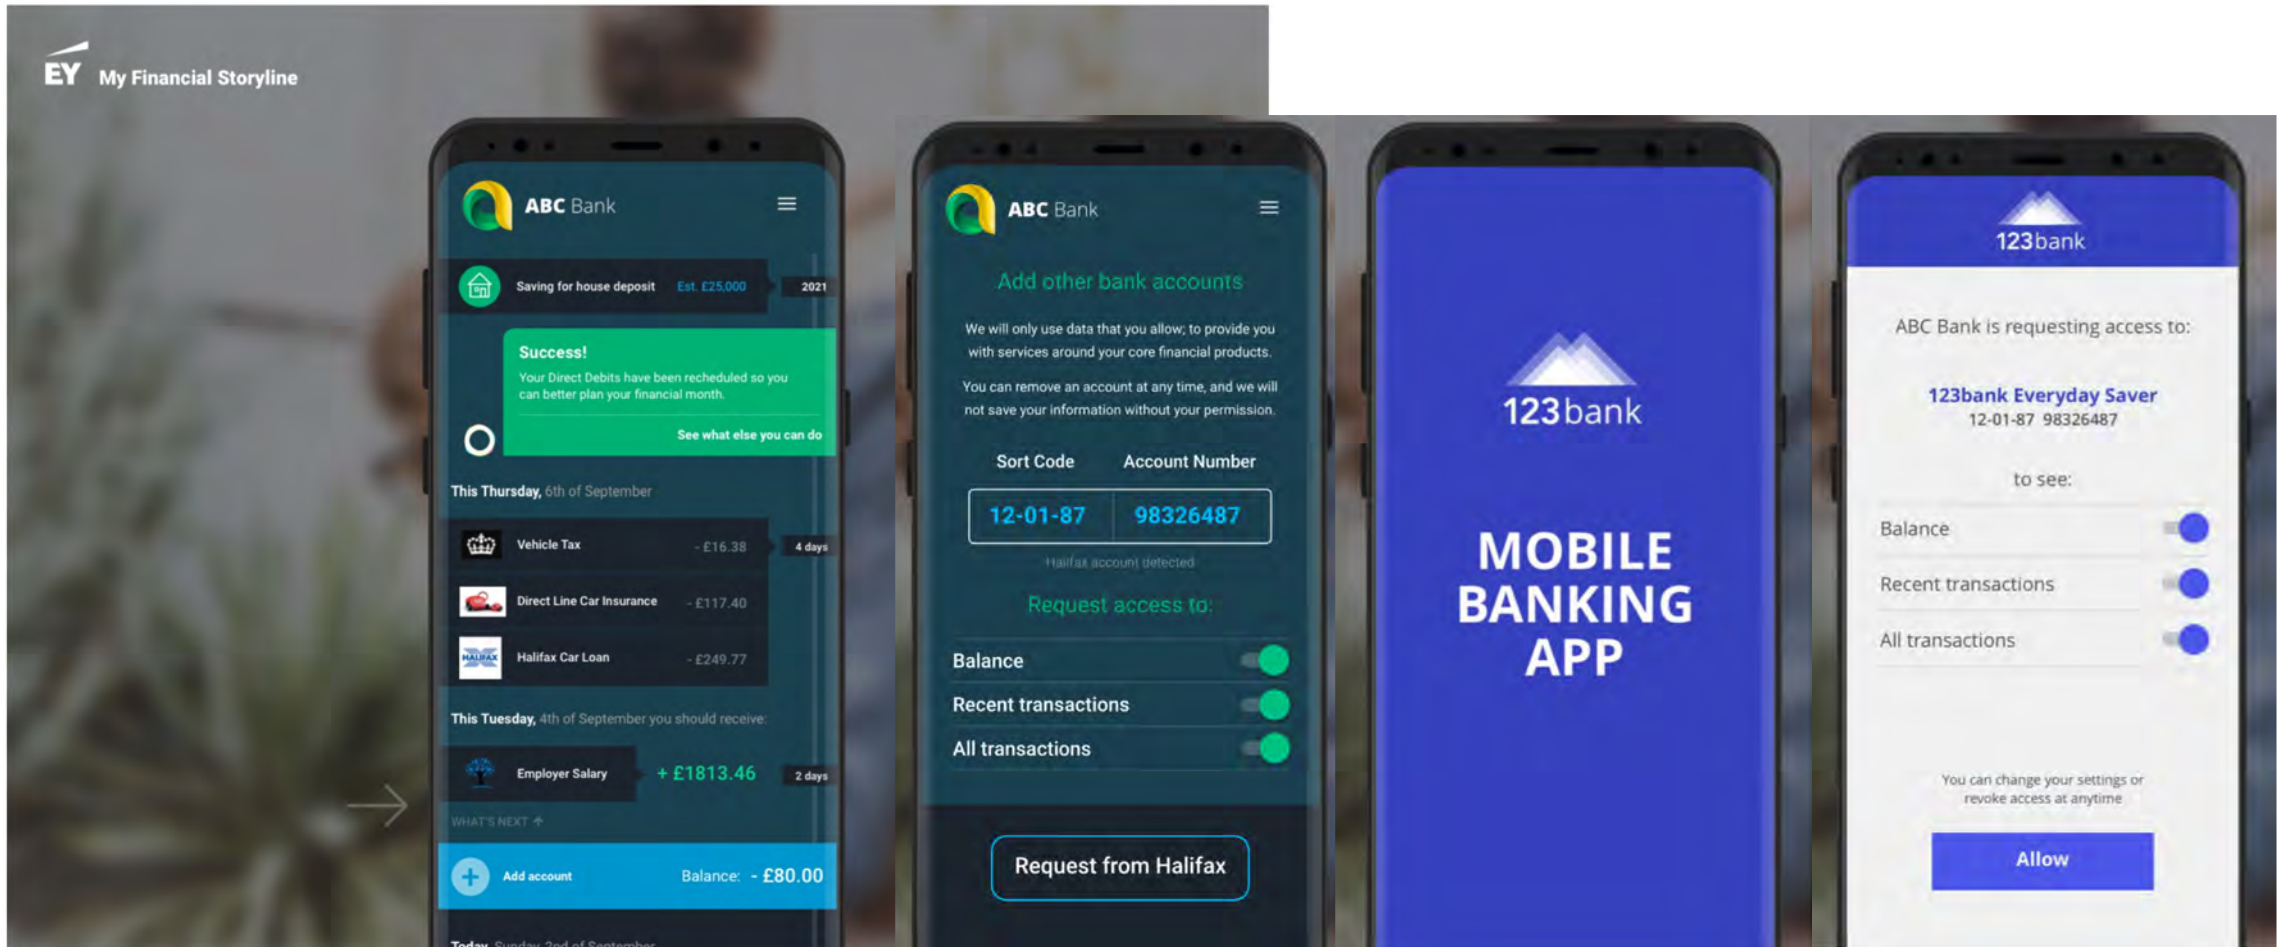 EY My Financial Storyline
ABC Bank
Saving for house deposit Est. £25,000 2021
Success!
Your Direct Debits have been recheduled so you
can better plan your financial month.
See what else you can do
This Thursday, 6th of September
Vehicle Tax - £16.38 4 days
Direct Line Car Insurance - £117.40
HALIFAX Halifax Car Loan - £249.77
This Tuesday, 4th of September you should receive:
Employer Salary + £1813.46 2 days
WHAT'S NEXT
Add account Balance: - £80.00
Today, Sunday, 2nd of September
ABC Bank
Add other bank accounts
We will only use data that you allow; to provide you
with services around your core financial products.
You can remove an account at any time, and we will
not save your information without your permission.
Sort Code Account Number
12-01-87 98326487
Halifax account detected
Request access to:
Balance
Recent transactions
All transactions
Request from Halifax
123bank
MOBILE
BANKING
APP
123bank
ABC Bank is requesting access to:
123bank Everyday Saver
12-01-87 98326487
to see:
Balance
Recent transactions
All transactions
You can change your settings or
revoke access at anytime
Allow